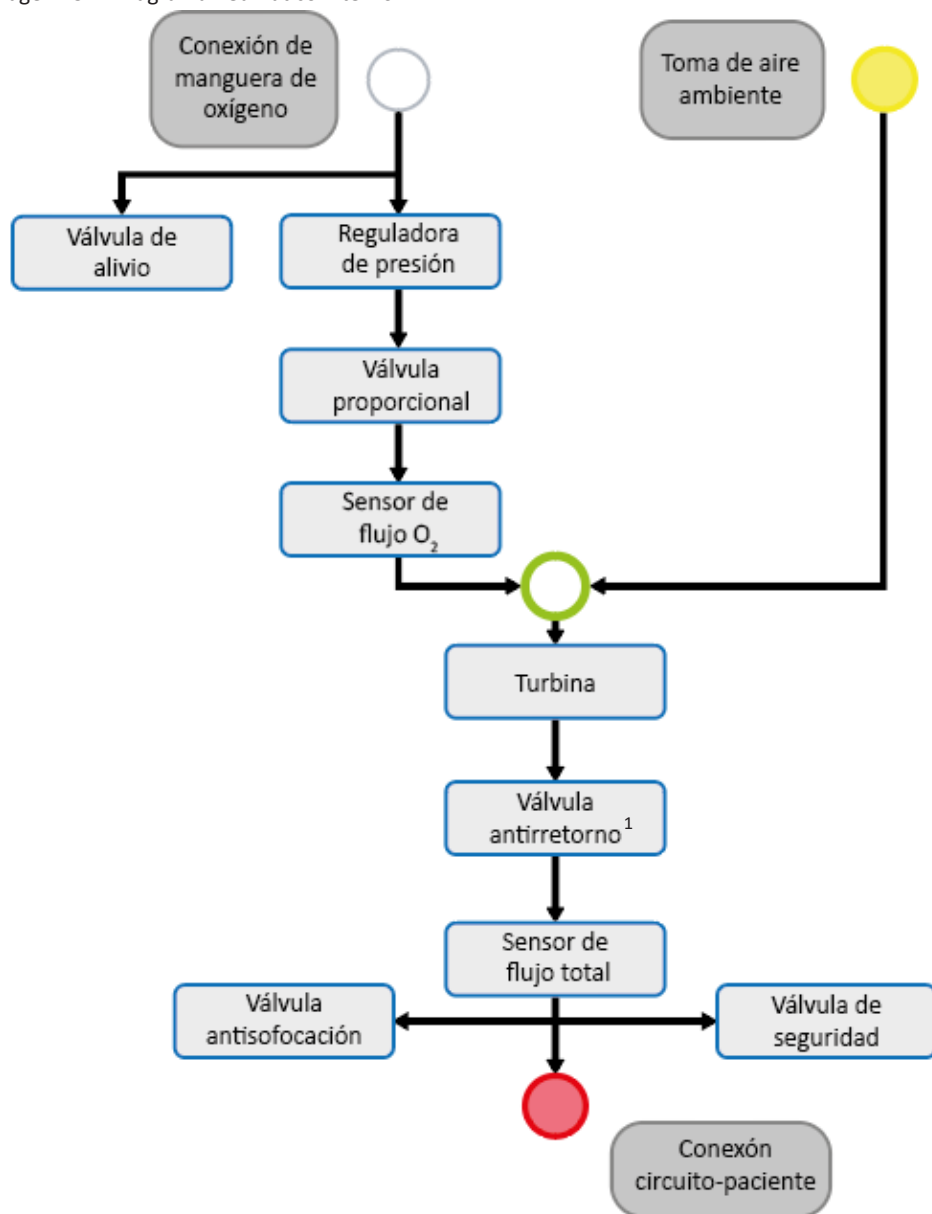 Conexión de
manguera de
oxígeno
Toma de aire
ambiente
Válvula de
alivio
Reguladora
de presión
Válvula
proporcional
Sensor de
flujo O₂
Turbina
Válvula
antirretorno¹
Sensor de
flujo total
Válvula
antisofocación
Válvula de
seguridad
Conexón
circuito-paciente